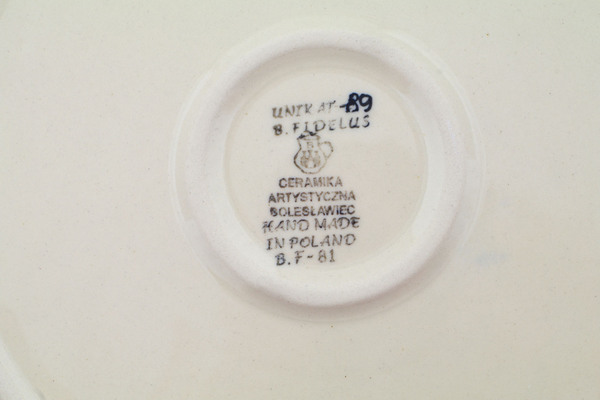 UNIKAT 89
B. FIDELUS
B
CERAMIKA
ARTYSTYCZNA
BOLESŁAWIEC
HAND MADE
IN POLAND
B. F-81